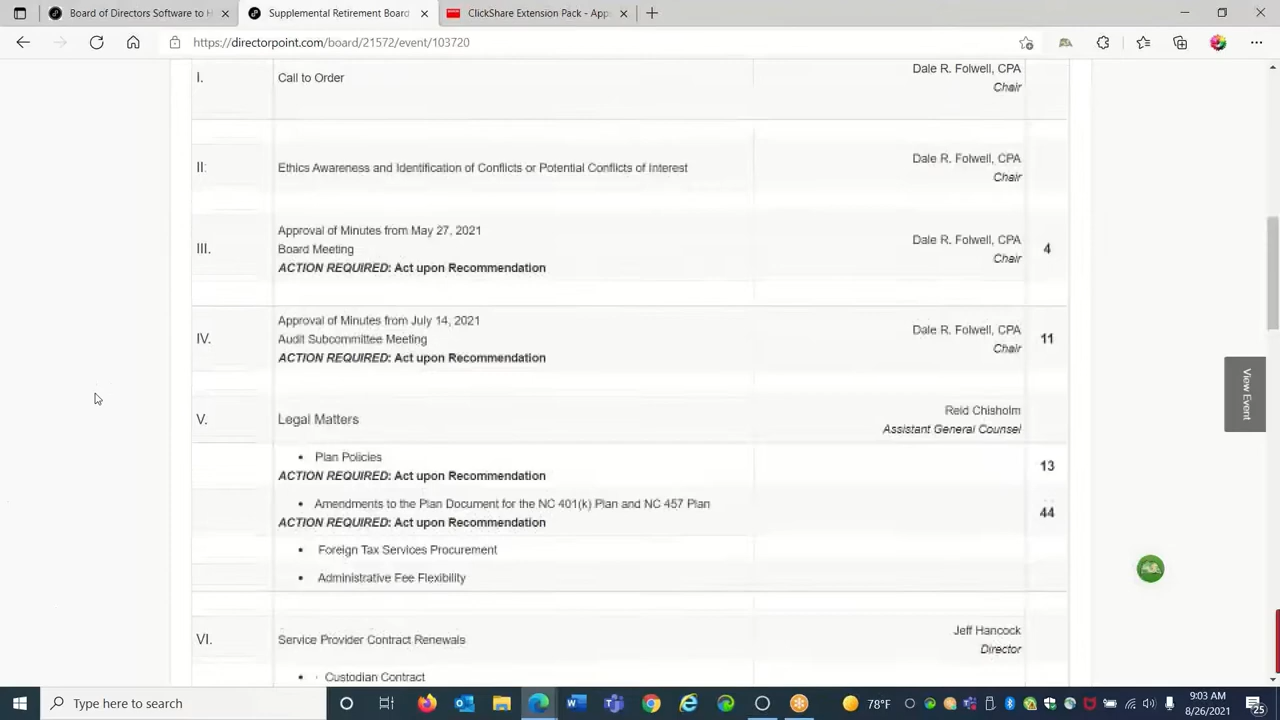 Board of Directors Software to H
Supplemental Retirement Board
ClickShare Extension Pack - App
https://directorpoint.com/board/21572/event/103720
I.
Call to Order
Dale R. Folwell, CPA
Chair
II.
Ethics Awareness and Identification of Conflicts or Potential Conflicts of Interest
Dale R. Folwell, CPA
Chair
III.
Approval of Minutes from May 27, 2021
Board Meeting
ACTION REQUIRED: Act upon Recommendation
Dale R. Folwell, CPA
Chair
4
IV.
Approval of Minutes from July 14, 2021
Audit Subcommittee Meeting
ACTION REQUIRED: Act upon Recommendation
Dale R. Folwell, CPA
Chair
11
V.
Legal Matters
Reid Chisholm
Assistant General Counsel
• Plan Policies
ACTION REQUIRED: Act upon Recommendation
13
• Amendments to the Plan Document for the NC 401(k) Plan and NC 457 Plan
ACTION REQUIRED: Act upon Recommendation
44
• Foreign Tax Services Procurement
• Administrative Fee Flexibility
VI.
Service Provider Contract Renewals
Jeff Hancock
Director
• Custodian Contract
View Event
Type here to search
78°F
9:03 AM
8/26/2021
25